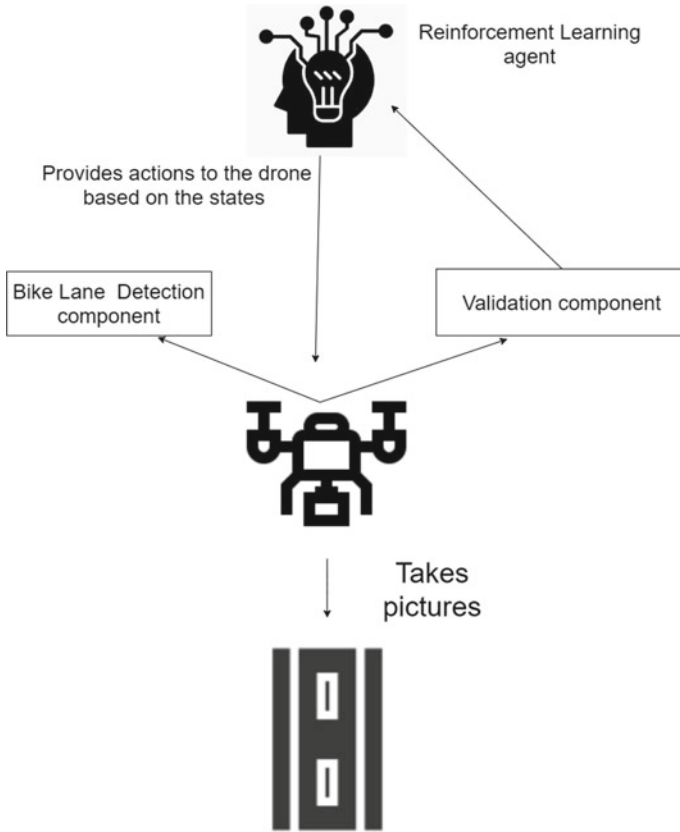 Reinforcement Learning
agent
Provides actions to the drone
based on the states
Bike Lane Detection
component
Validation component
Takes
pictures